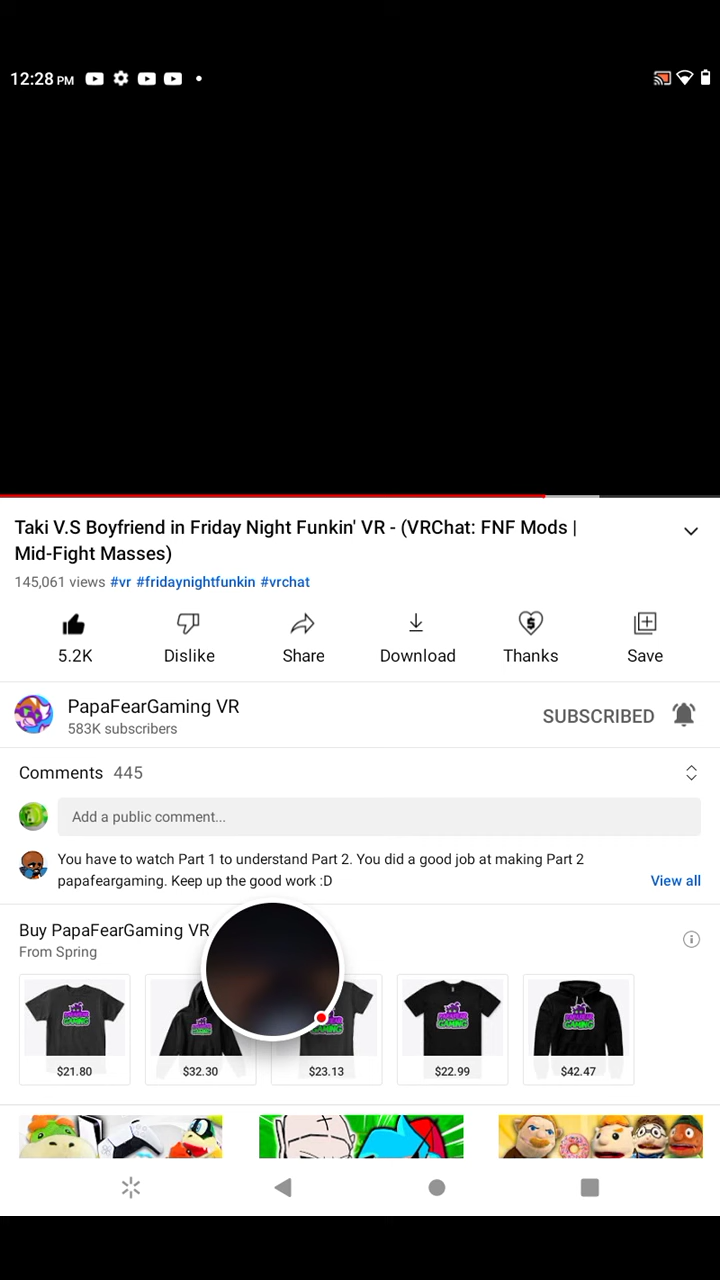 12:28 PM
Taki V.S Boyfriend in Friday Night Funkin' VR - (VRChat: FNF Mods |
Mid-Fight Masses)
145,061 views #vr #fridaynightfunkin #vrchat
5.2K
Dislike
Share
Download
Thanks
Save
PapaFearGaming VR
583K subscribers
SUBSCRIBED
Comments 445
Add a public comment...
You have to watch Part 1 to understand Part 2. You did a good job at making Part 2
papafeargaming. Keep up the good work :D
View all
Buy PapaFearGaming VR
From Spring
$21.80
$32.30
$23.13
$22.99
$42.47